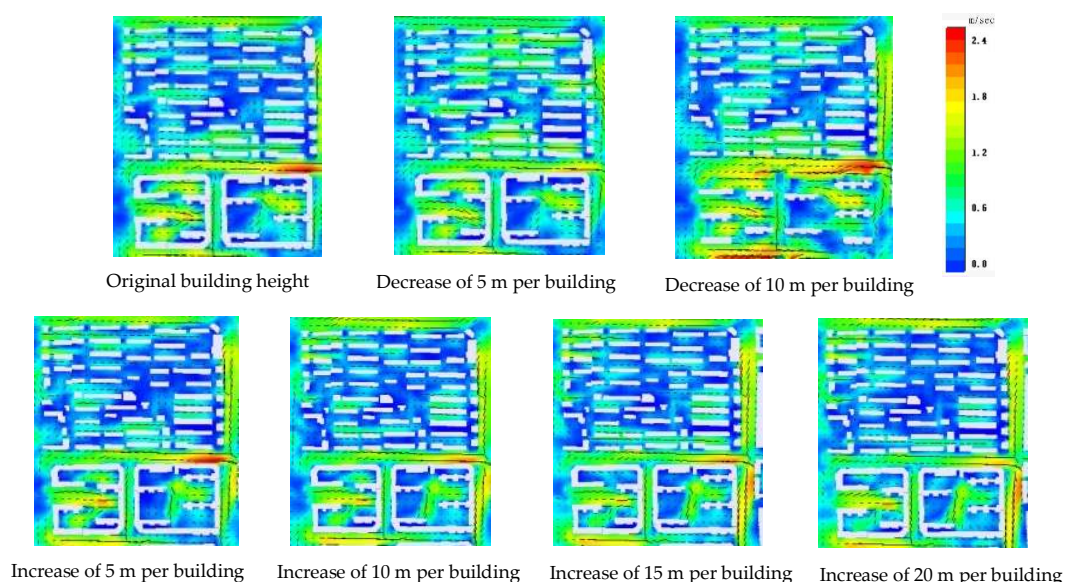 m/sec
2.4
1.8
1.2
0.6
0.0
Original building height
Decrease of 5 m per building
Decrease of 10 m per building
Increase of 5 m per building
Increase of 10 m per building
Increase of 15 m per building
Increase of 20 m per building